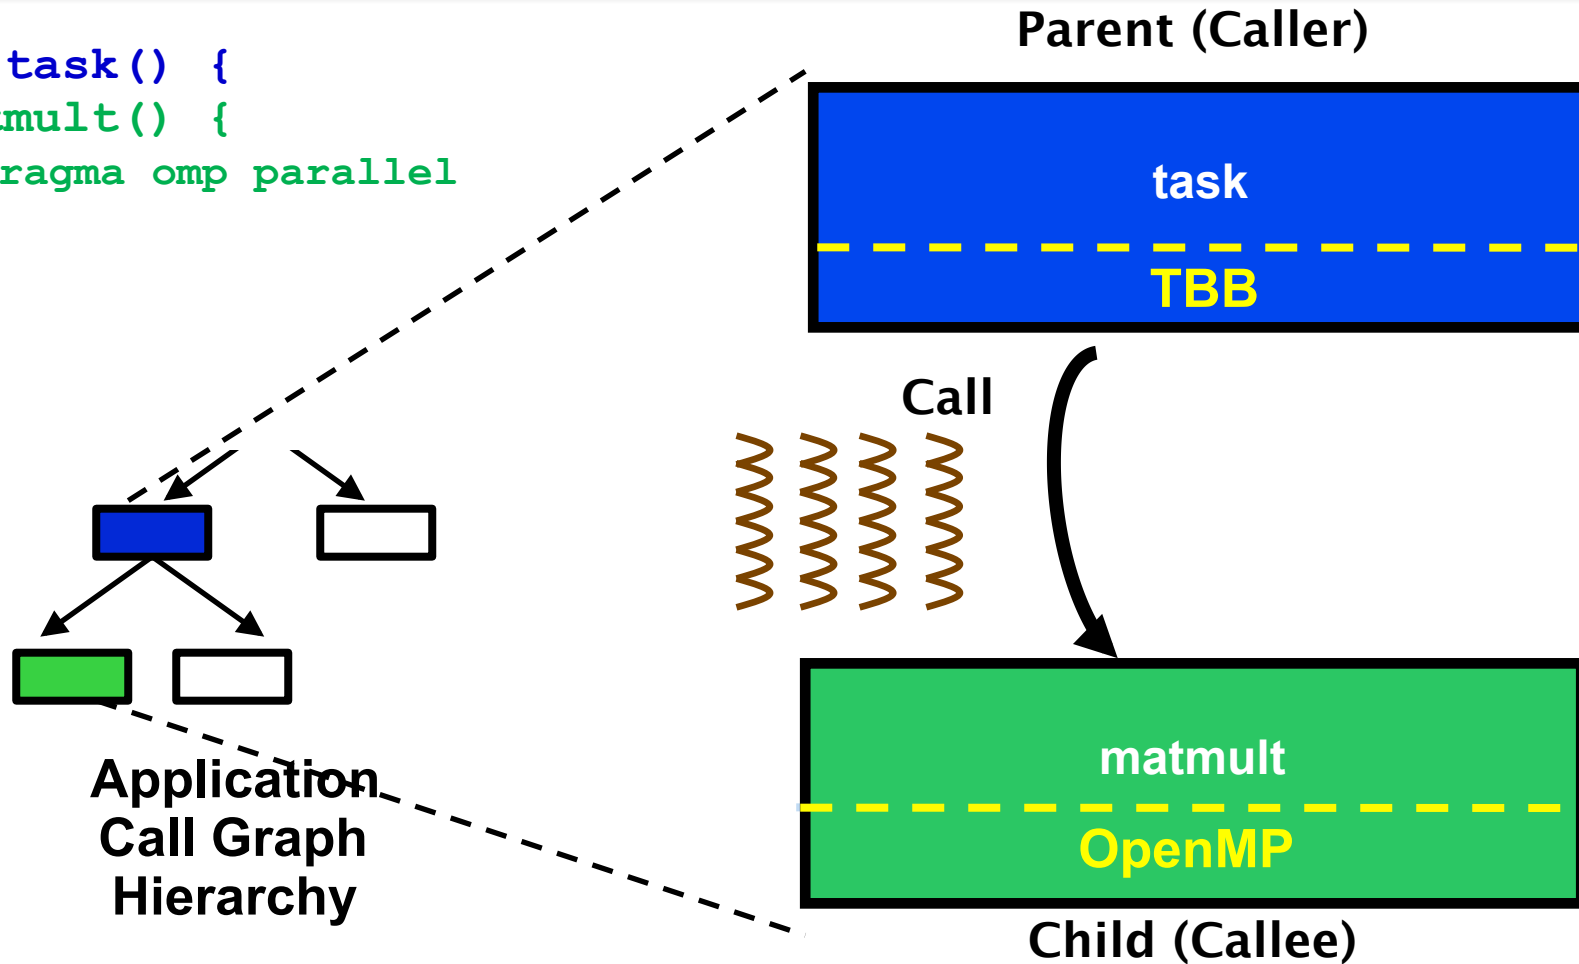 task() {
mult() {
ragma omp parallel
Parent (Caller)
task
TBB
Call
matmult
OpenMP
Child (Callee)
Application
Call Graph
Hierarchy